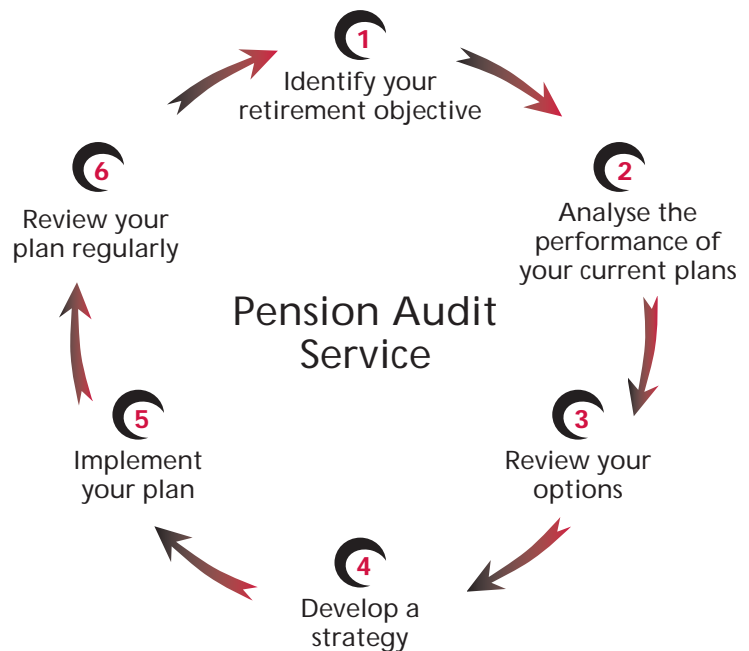 1
Identify your
retirement objective
2
Analyse the
performance of
your current plans
3
Review your
options
4
Develop a
strategy
5
Implement
your plan
6
Review your
plan regularly
Pension Audit
Service